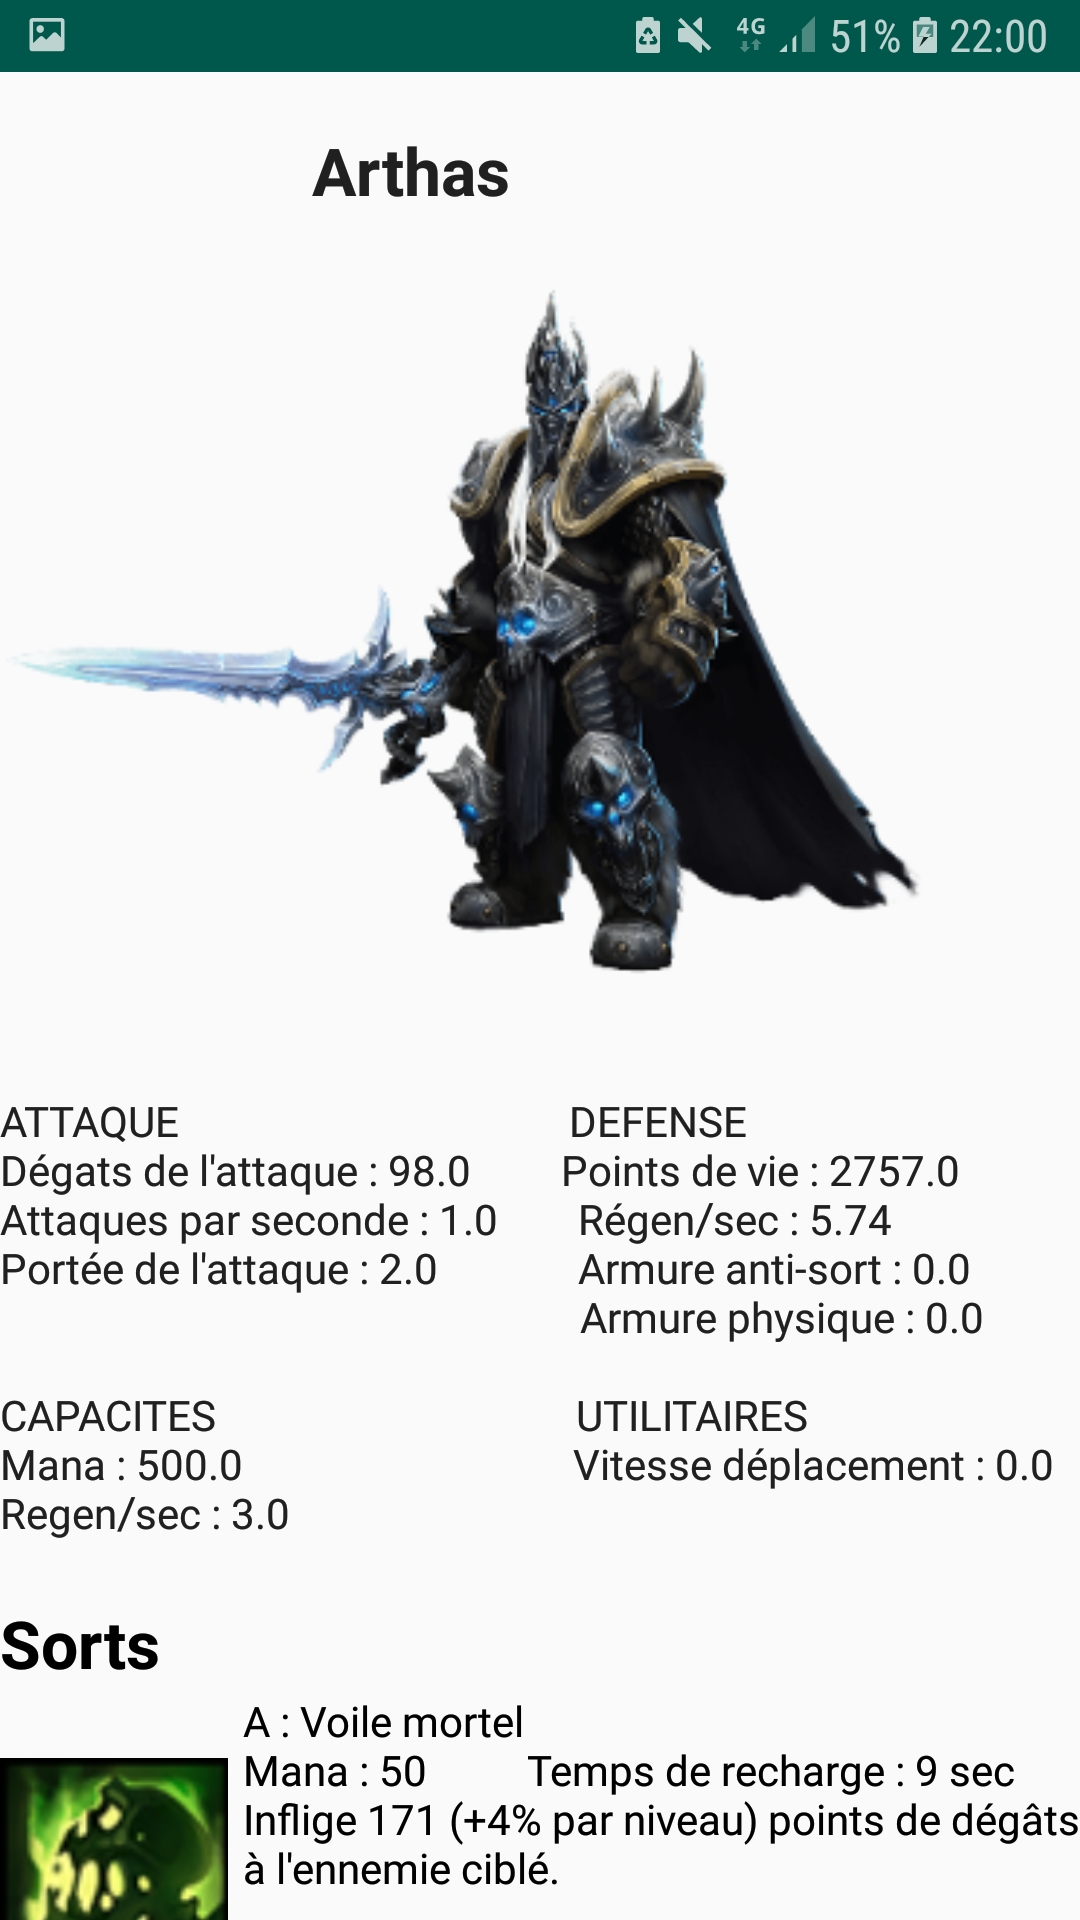 4G 51% 22:00
Arthas
ATTAQUE DEFENSE
Dégats de l'attaque : 98.0 Points de vie : 2757.0
Attaques par seconde : 1.0 Régen/sec : 5.74
Portée de l'attaque : 2.0 Armure anti-sort : 0.0
Armure physique : 0.0
CAPACITES UTILITAIRES
Mana : 500.0 Vitesse déplacement : 0.0
Regen/sec : 3.0
Sorts
A : Voile mortel
Mana : 50 Temps de recharge : 9 sec
Inflige 171 (+4% par niveau) points de dégâts
à l'ennemie ciblé.